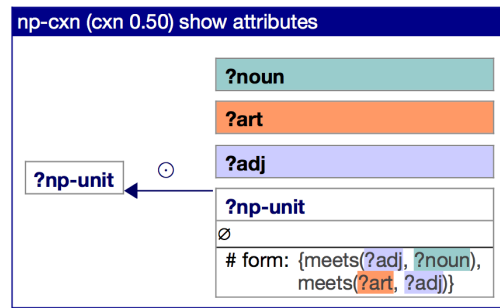 np-cxn (cxn 0.50) show attributes
?noun
?art
?adj
?np-unit
⊙
?np-unit
∅
# form: {meets(?adj, ?noun),
meets(?art, ?adj)}